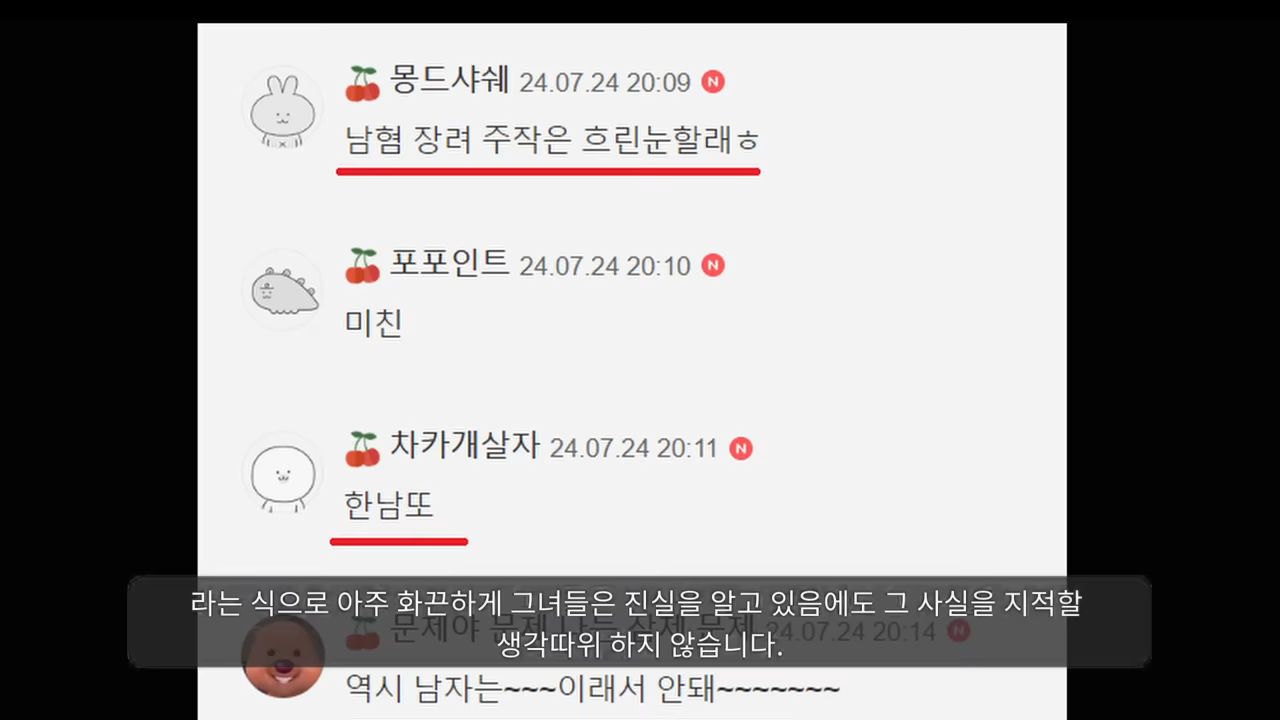 몽드샤쉐 24.07.24 20:09 N
남혐 장려 주작은 흐린눈할래ㅎ
포포인트 24.07.24 20:10 N
미친
차카개살자 24.07.24 20:11 N
한남또
라는 식으로 아주 화끈하게 그녀들은 진실을 알고 있음에도 그 사실을 지적할
24.07.24 20:14 N
생각따위 하지 않습니다.
역시 남자는~~~이래서 안돼~~~~~~~